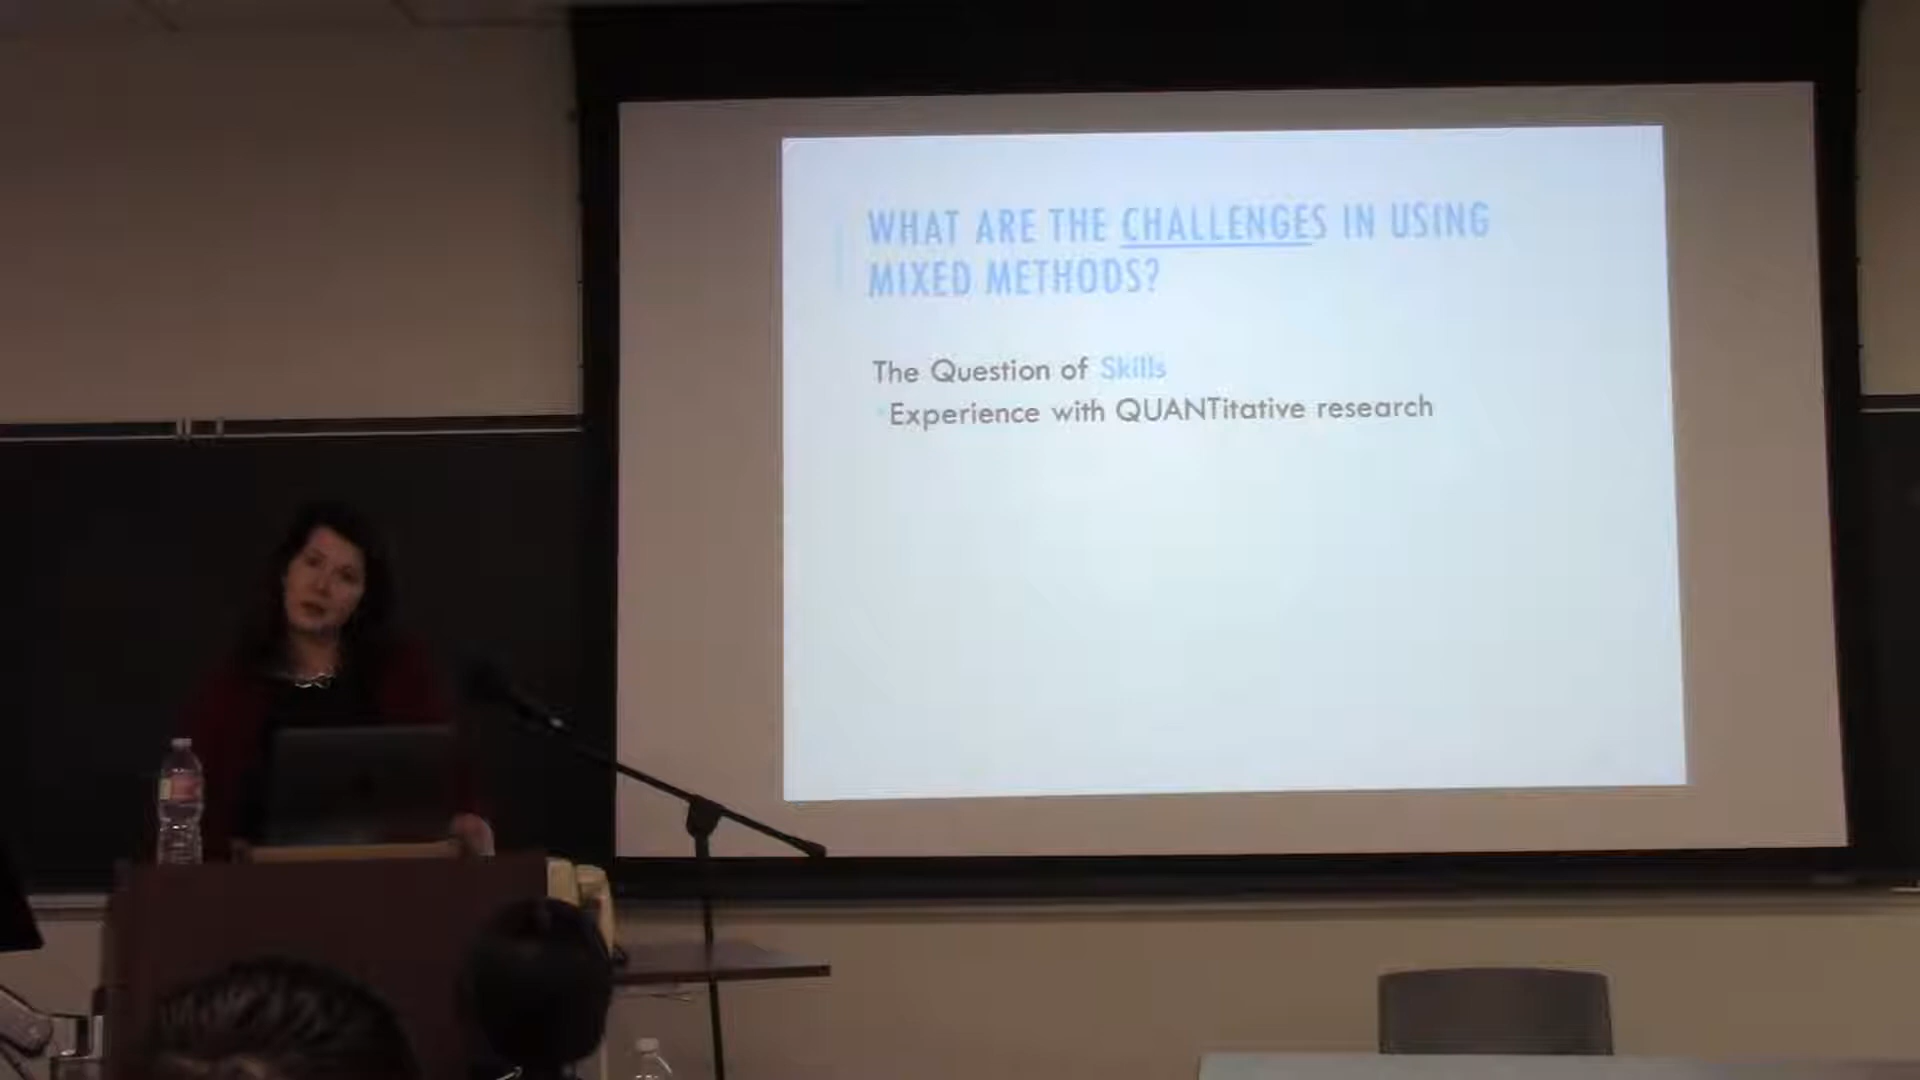 WHAT ARE THE CHALLENGES IN USING
MIXED METHODS?
The Question of Skills
Experience with QUANTitative research